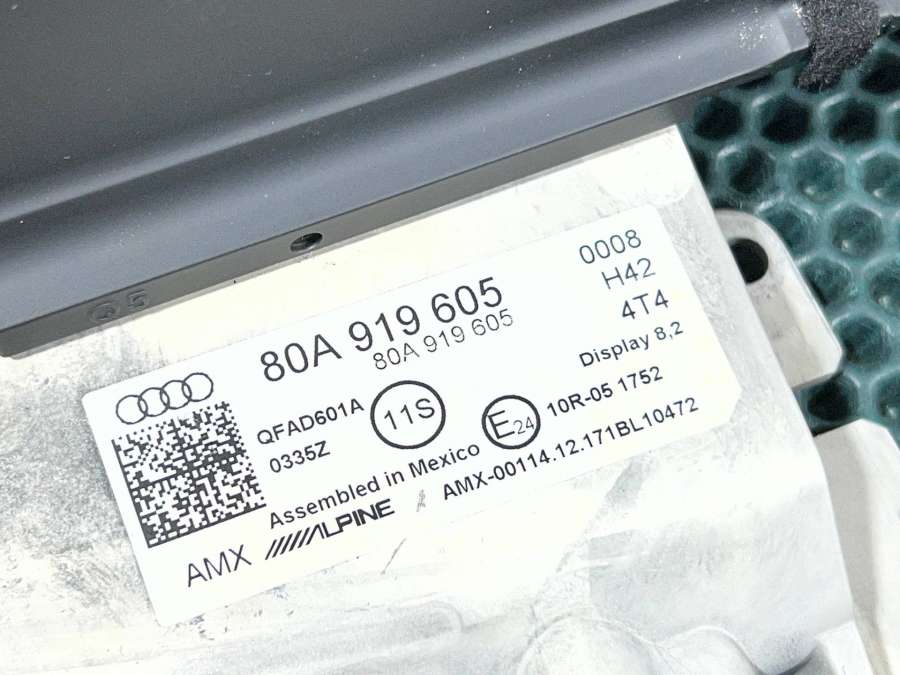 Q5
80A 919 605
80A 919 605
0008
H42
4T4
Display 8,2
QFAD601A
0335Z
11S
E24
10R-05 1752
Assembled in Mexico
AMX-00114.12.171BL10472
AMX
ALPINE